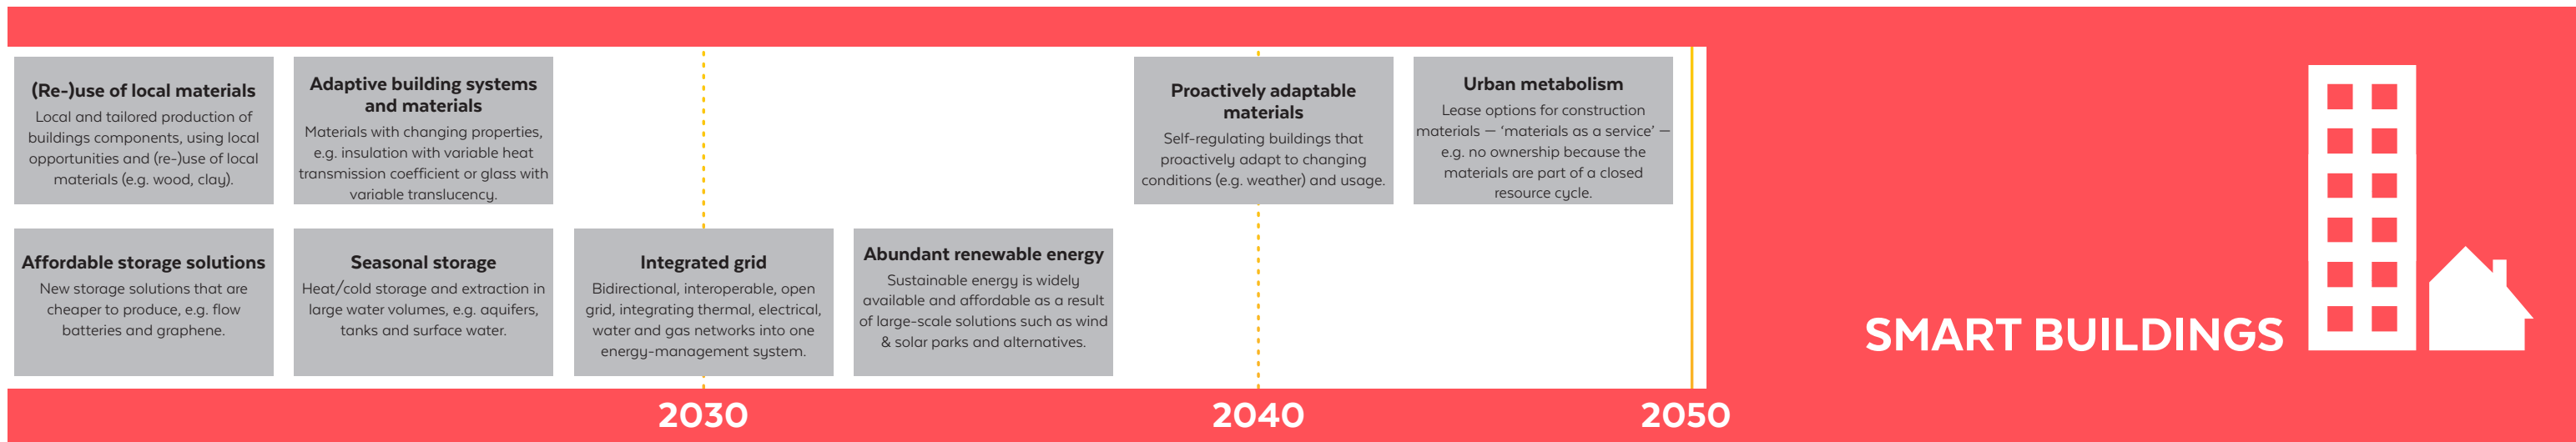 (Re-)use of local materials
Local and tailored production of
buildings components, using local
opportunities and (re-)use of local
materials (e.g. wood, clay).
Adaptive building systems
and materials
Materials with changing properties,
e.g. insulation with variable heat
transmission coefficient or glass with
variable translucency.
Proactively adaptable
materials
Self-regulating buildings that
proactively adapt to changing
conditions (e.g. weather) and usage.
Urban metabolism
Lease options for construction
materials — ‘materials as a service’ —
e.g. no ownership because the
materials are part of a closed
resource cycle.
Affordable storage solutions
New storage solutions that are
cheaper to produce, e.g. flow
batteries and graphene.
Seasonal storage
Heat/cold storage and extraction in
large water volumes, e.g. aquifers,
tanks and surface water.
Integrated grid
Bidirectional, interoperable, open
grid, integrating thermal, electrical,
water and gas networks into one
energy-management system.
Abundant renewable energy
Sustainable energy is widely
available and affordable as a result
of large-scale solutions such as wind
& solar parks and alternatives.
SMART BUILDINGS
2030
2040
2050